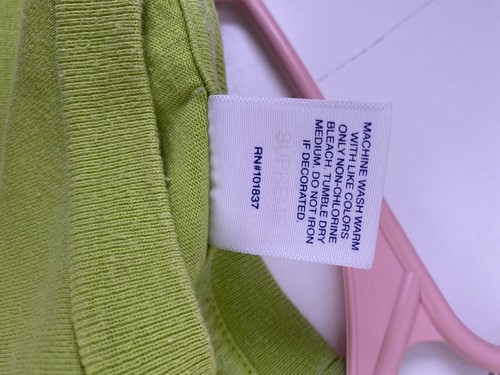 MACHINE WASH WARM
WITH LIKE COLORS
ONLY NON-CHLORINE
BLEACH. TUMBLE DRY
MEDIUM. DO NOT IRON
IF DECORATED.
SUPREME
RN#101837